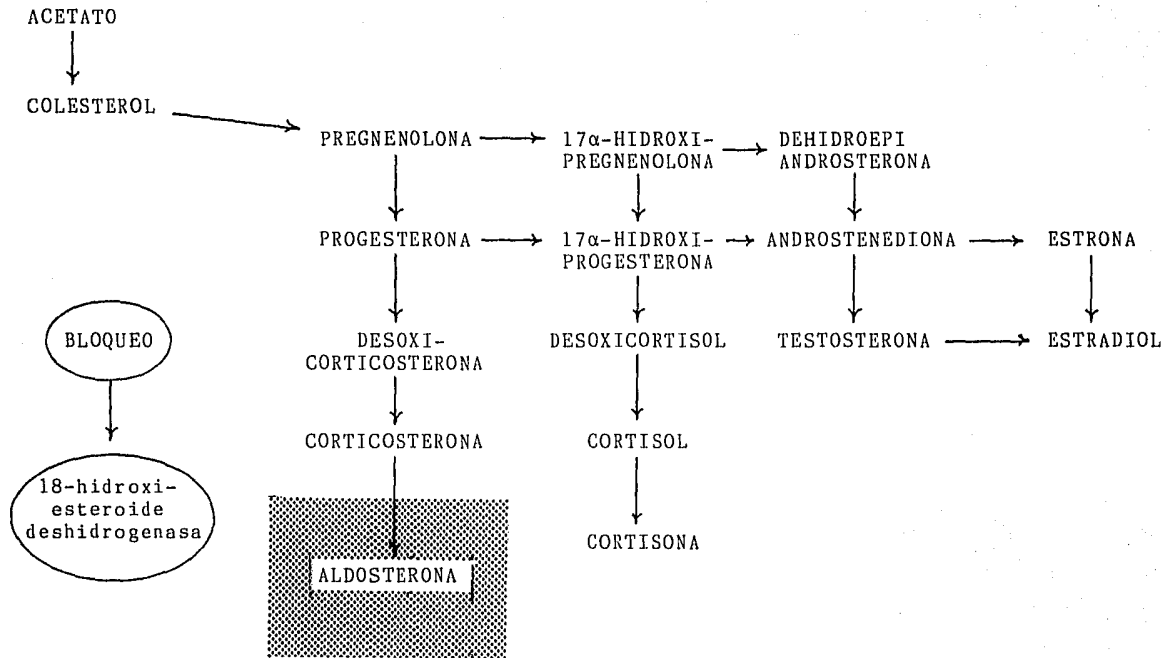 ACETATO
COLESTEROL
PREGNENOLONA
17α-HIDROXI-
PREGNENOLONA
DEHIDROEPI
ANDROSTERONA
PROGESTERONA
17α-HIDROXI-
PROGESTERONA
ANDROSTENEDIONA
ESTRONA
BLOQUEO
DESOXI-
CORTICOSTERONA
DESOXICORTISOL
TESTOSTERONA
ESTRADIOL
CORTICOSTERONA
CORTISOL
18-hidroxi-
esteroide
deshidrogenasa
CORTISONA
ALDOSTERONA